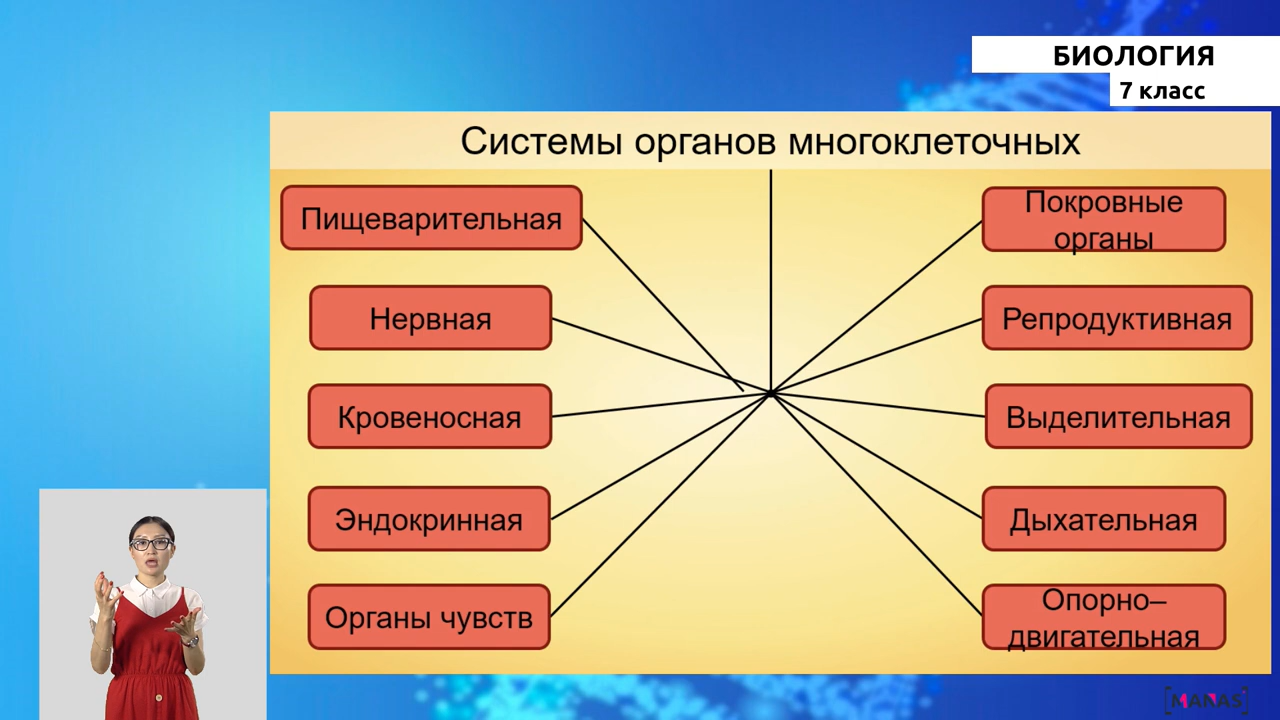 БИОЛОГИЯ
7 класс
Системы органов многоклеточных
Пищеварительная
Нервная
Кровеносная
Эндокринная
Органы чувств
Покровные
органы
Репродуктивная
Выделительная
Дыхательная
Опорно–
двигательная
[MANAS]